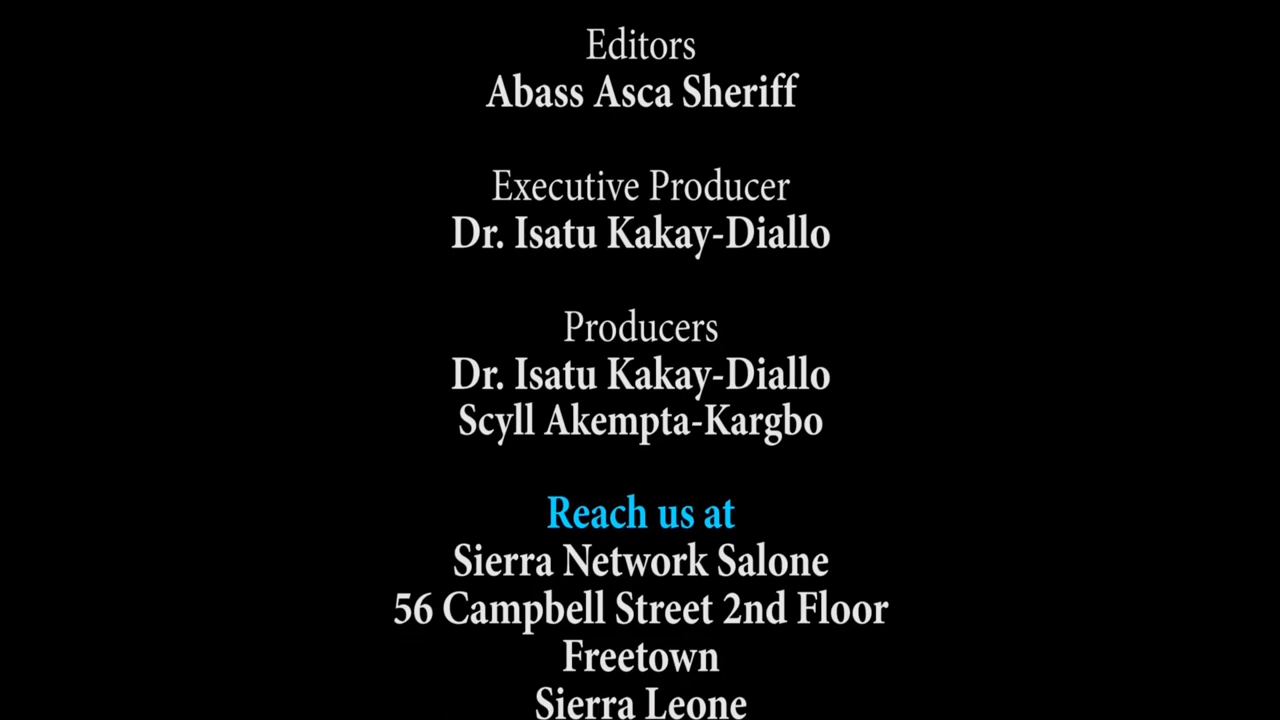 Editors
Abass Asca Sheriff
Executive Producer
Dr. Isatu Kakay-Diallo
Producers
Dr. Isatu Kakay-Diallo
Scyll Akempta-Kargbo
Reach us at
Sierra Network Salone
56 Campbell Street 2nd Floor
Freetown
Sierra Leone